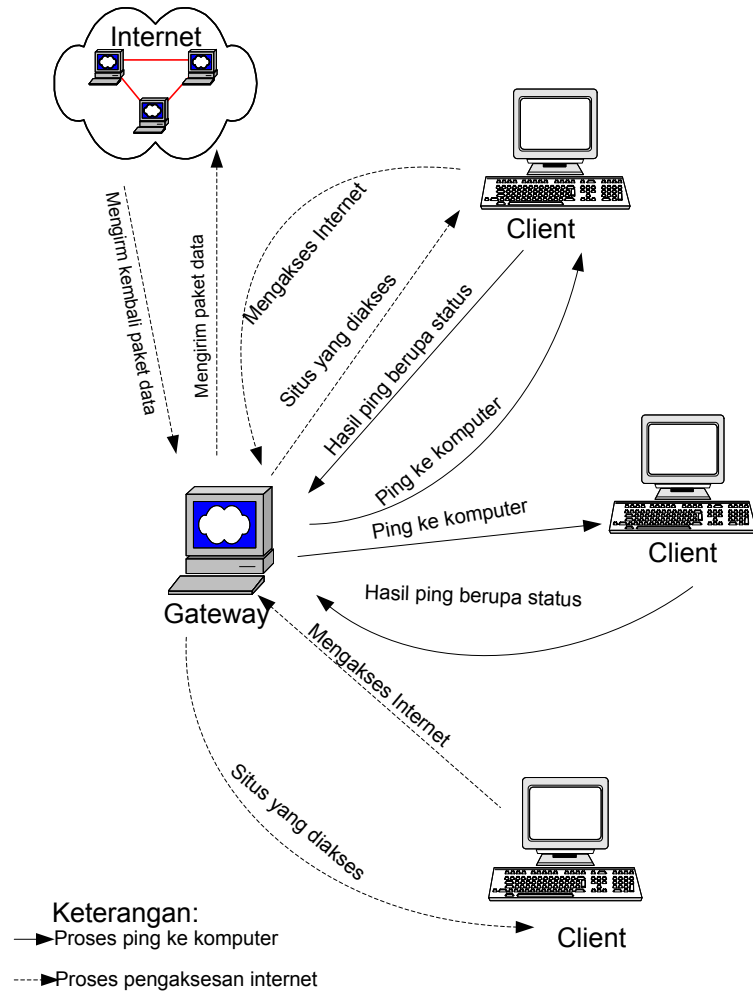 Internet
Client
Mengirm kembali paket data
Mengirim paket data
Mengakses Internet
Situs yang diakses
Hasil ping berupa status
Ping ke komputer
Ping ke komputer
Client
Hasil ping berupa status
Gateway
Mengakses Internet
Situs yang diakses
Client
Keterangan:
Proses ping ke komputer
Proses pengaksesan internet